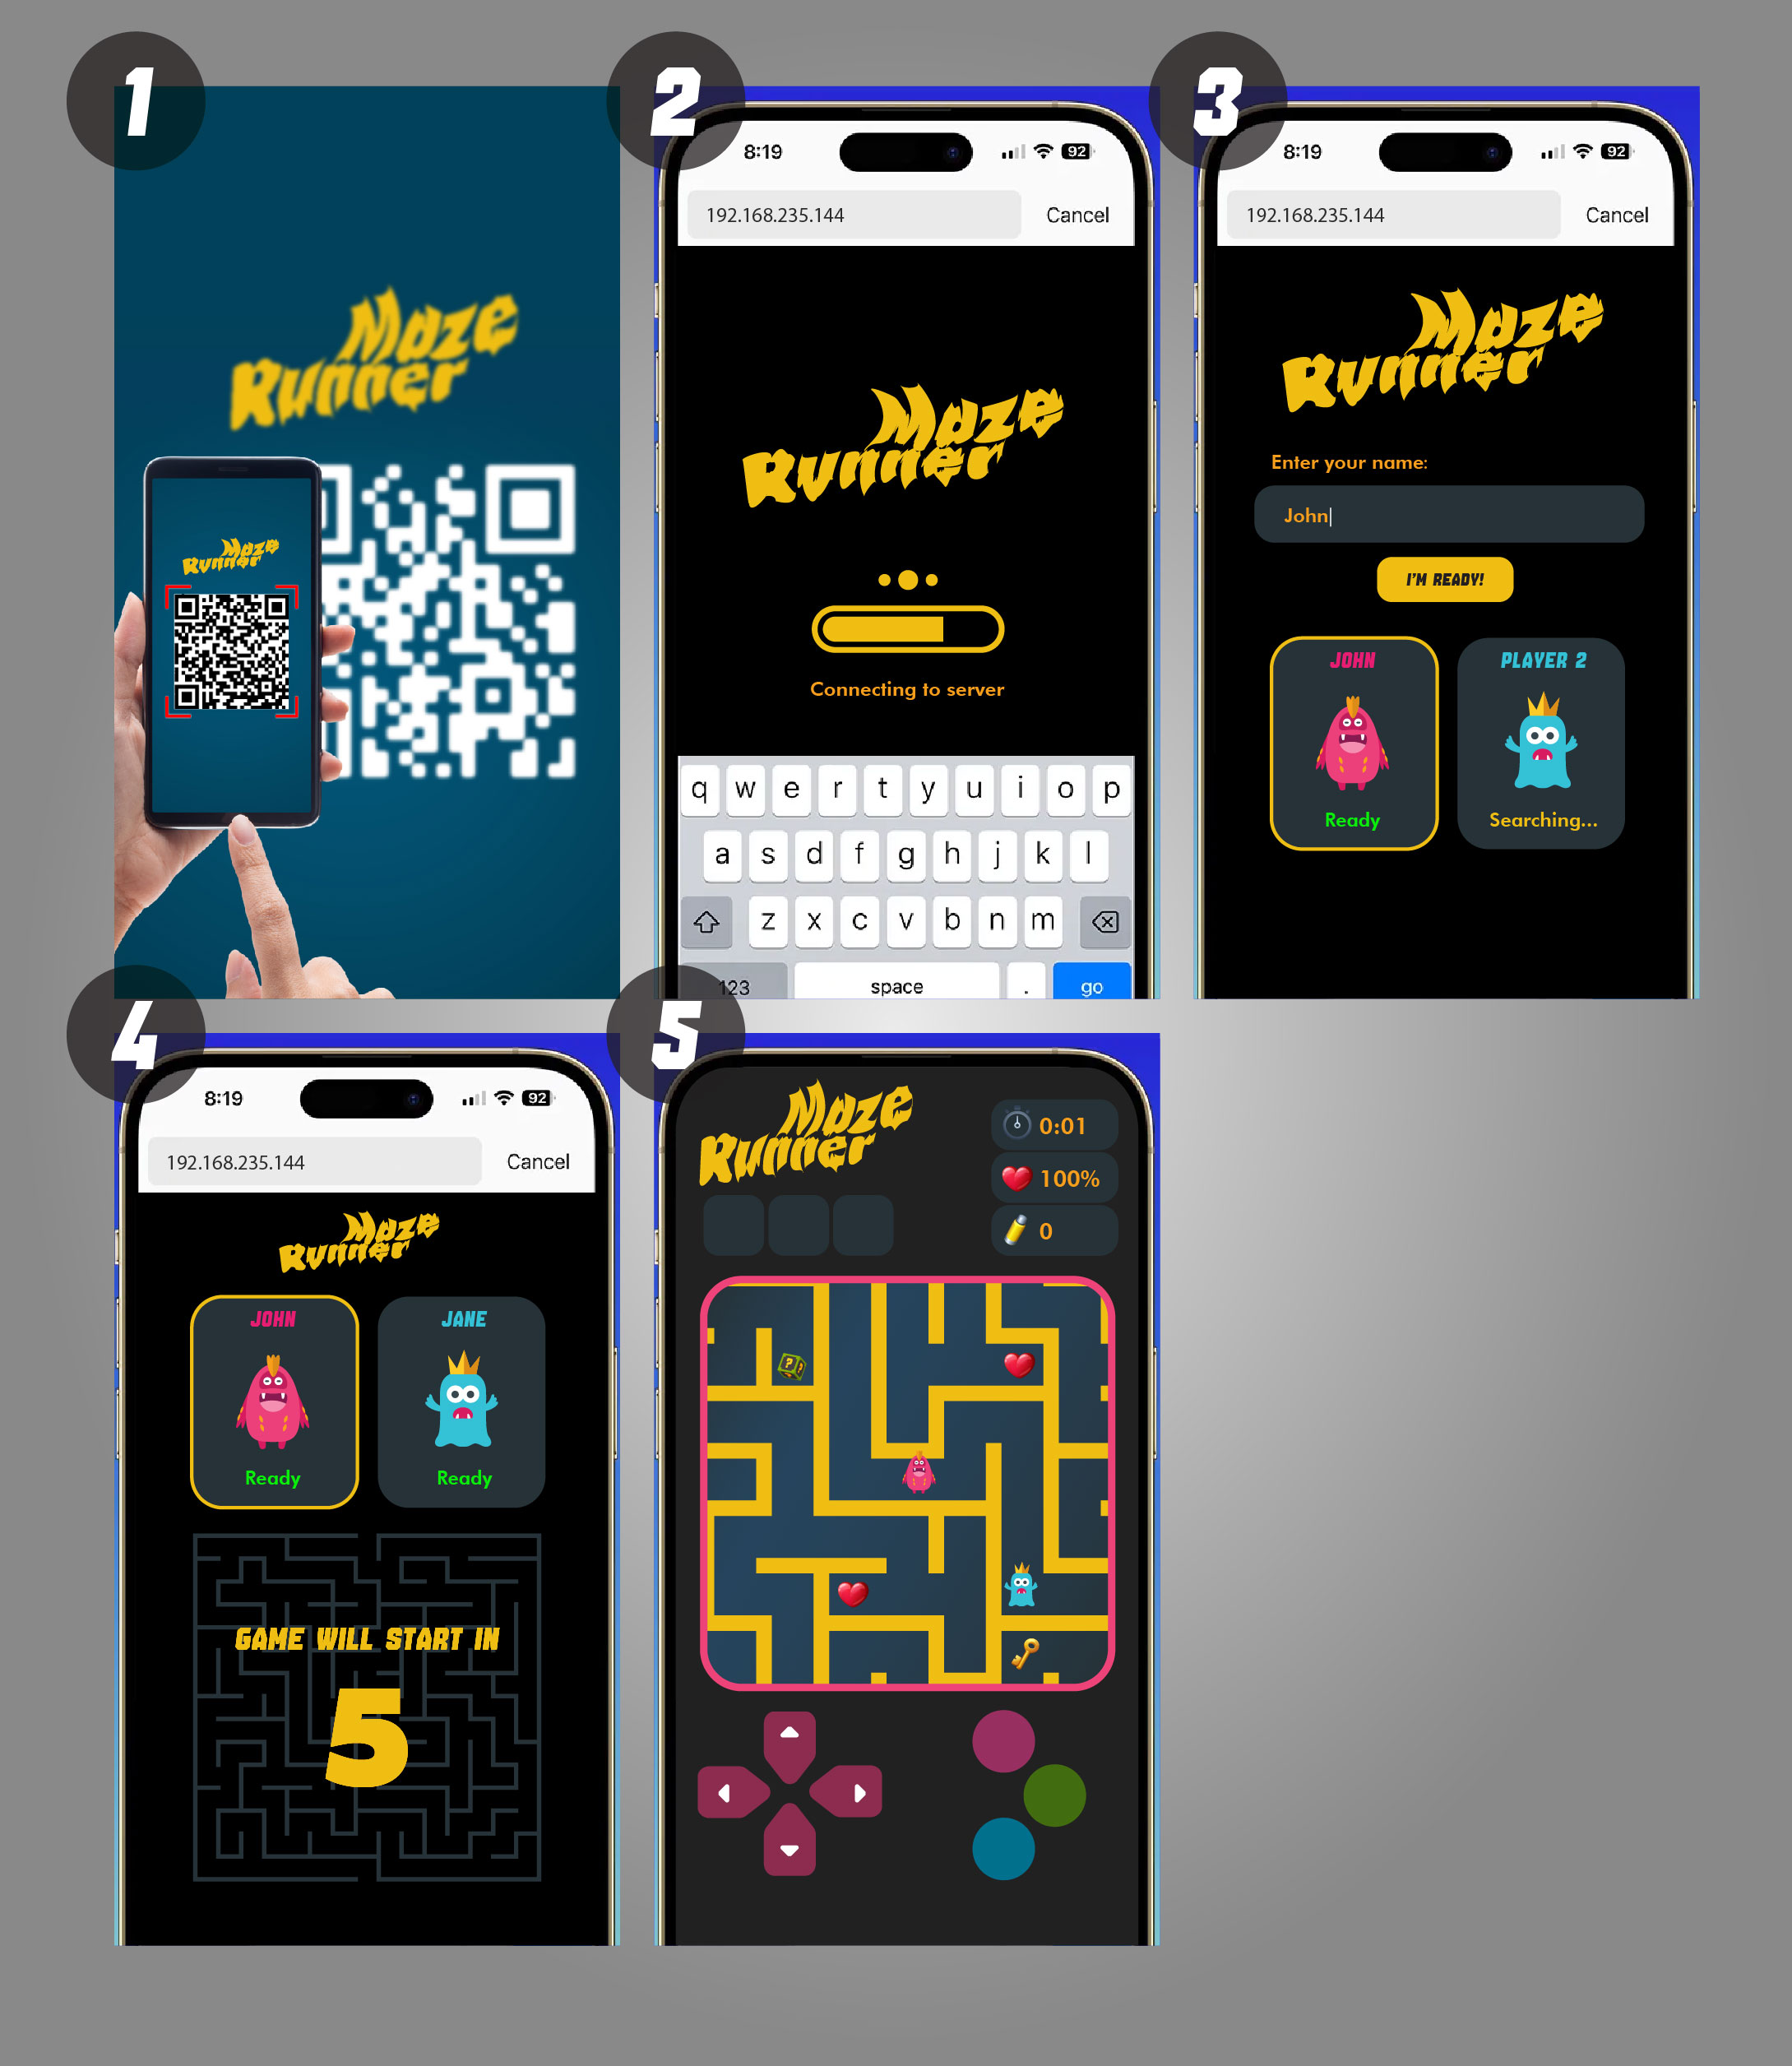 1
Maze
Runner
Maze
Runner
2
8:19
92
192.168.235.144
Cancel
Maze
Runner
Connecting to server
q w e r t y u i o p
a s d f g h j k l
z x c v b n m
123
space
.
go
3
8:19
92
192.168.235.144
Cancel
Maze
Runner
Enter your name:
John
I'M READY!
JOHN
PLAYER 2
Ready
Searching...
4
8:19
92
192.168.235.144
Cancel
Maze
Runner
JOHN
JANE
Ready
Ready
GAME WILL START IN
5
5
Maze
Runner
0:01
100%
0
? ?